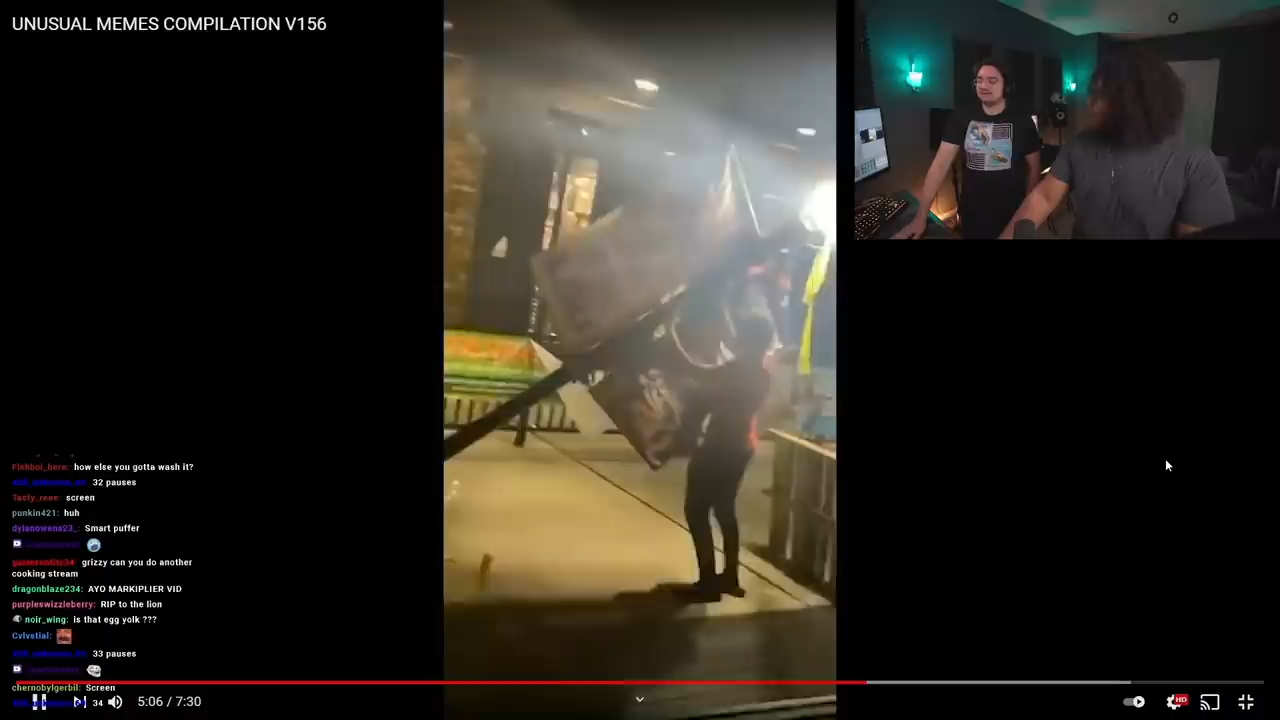 UNUSUAL MEMES COMPILATION V156
Fishboi_here: how else you gotta wash it?
32 pauses
Tasty_reee: screen
punkin421: huh
dylanowens23_: Smart puffer
grizzy can you do another
cooking stream
dragonblaze234: AYO MARKIPLIER VID
purpleswizzleberry: RIP to the lion
noir_wing: is that egg yolk ???
Cvlvstial:
33 pauses
chernobylgerbil: Screen
34
5:06 / 7:30
HD